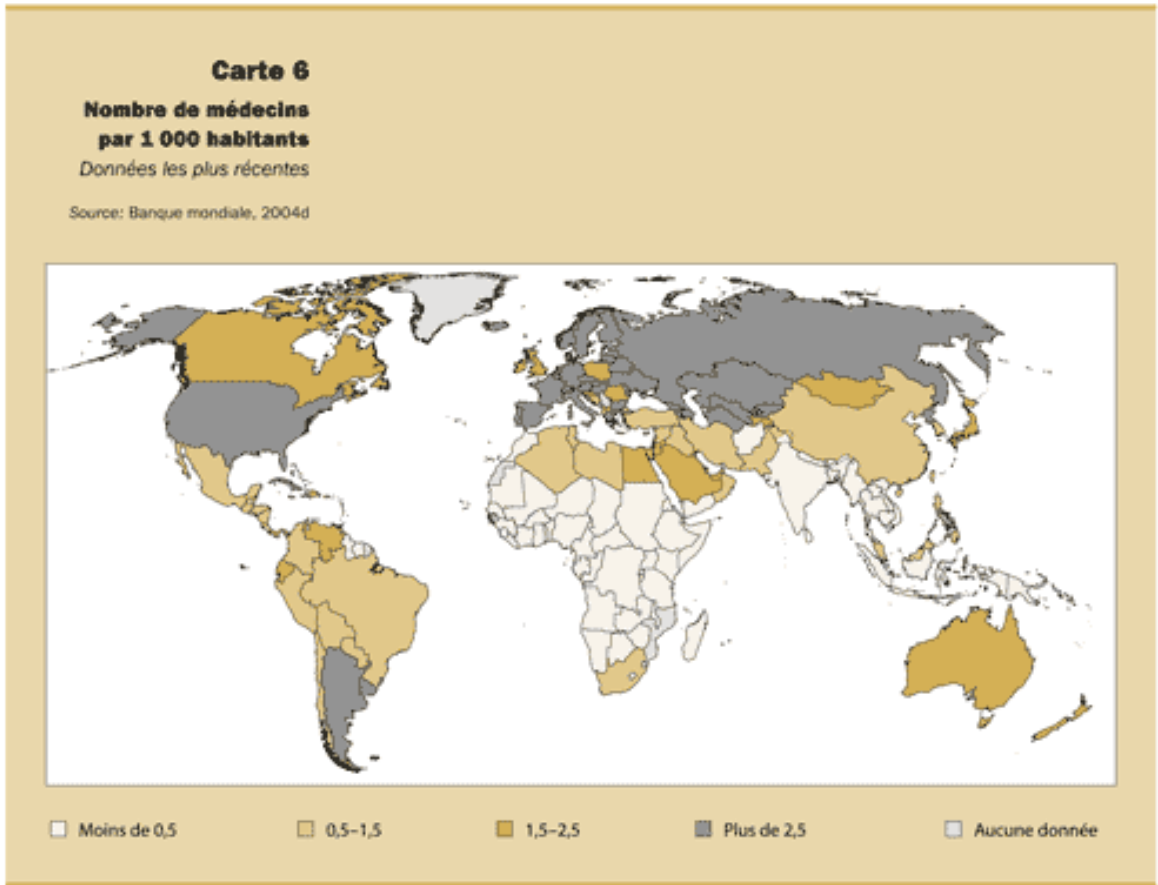 Carte 6
Nombre de médecins
par 1 000 habitants
Données les plus récentes
Source: Banque mondiale, 2004d
Moins de 0,5
0,5–1,5
1,5–2,5
Plus de 2,5
Aucune donnée